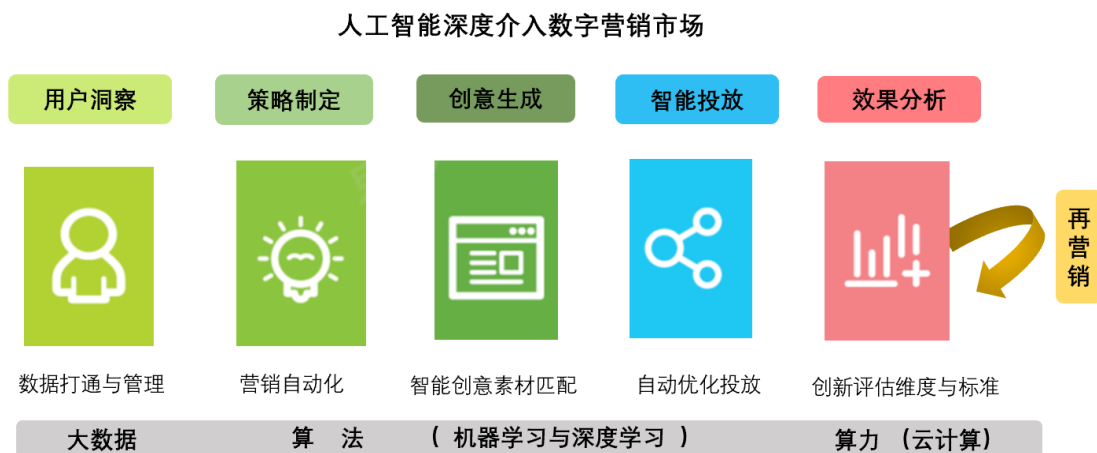 人工智能深度介入数字营销市场
用户洞察 策略制定 创意生成 智能投放 效果分析
再营销
数据打通与管理 营销自动化 智能创意素材匹配 自动优化投放 创新评估维度与标准
大数据 算 法 ( 机器学习与深度学习 ) 算力 (云计算)